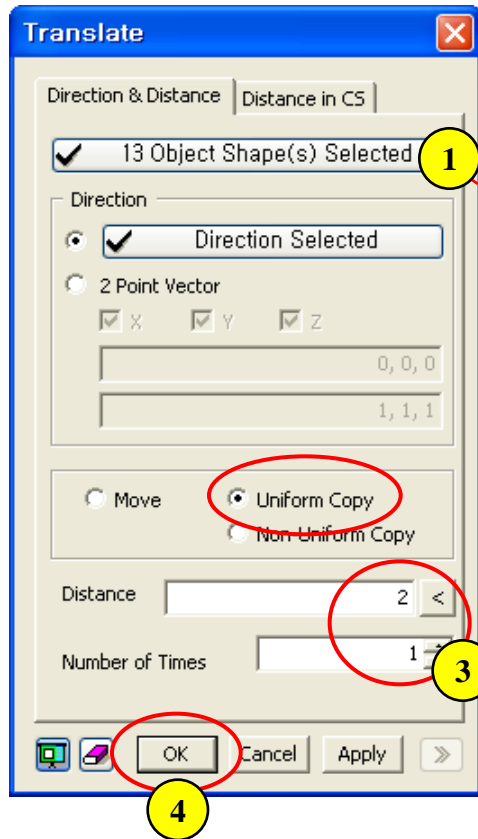 Translate
Direction & Distance Distance in CS
13 Object Shape(s) Selected 1
Direction
Direction Selected
2 Point Vector
X Y Z
0, 0, 0
1, 1, 1
Move Uniform Copy
Non-Uniform Copy
Distance 2 <
Number of Times 1 3
OK Cancel Apply >>
4